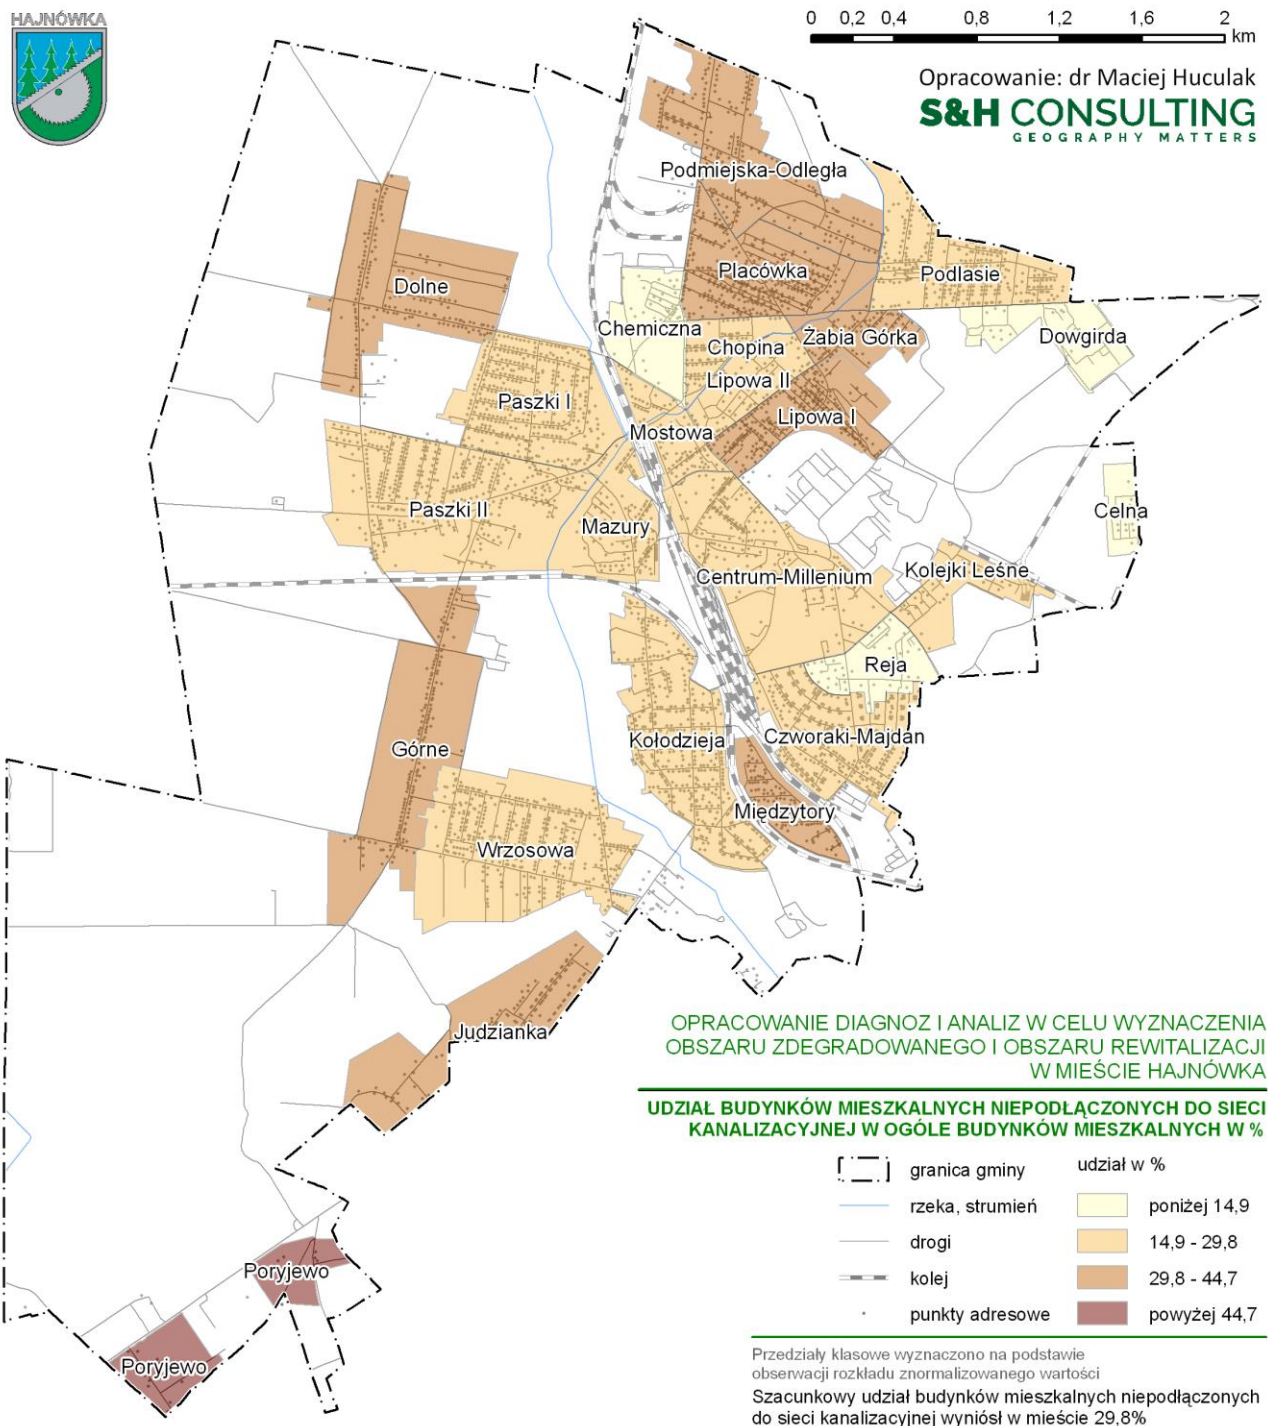 HAJNÓWKA
0 0,2 0,4 0,8 1,2 1,6 2
km
Opracowanie: dr Maciej Huculak
S&H CONSULTING
GEOGRAPHY MATTERS
Podmiejska-Odległa
Placówka
Podlasie
Dolne
Chemiczna
Chopina
Żabia Górka
Dowgirda
Lipowa II
Paszki I
Lipowa I
Mostowa
Paszki II
Mazury
Celna
Centrum-Millenium
Kolejki Leśne
Reja
Górne
Kołodzieja
Czworaki-Majdan
Międzytory
Wrzosowa
Judzianka
Poryjewo
Poryjewo
OPRACOWANIE DIAGNOZ I ANALIZ W CELU WYZNACZENIA
OBSZARU ZDEGRADOWANEGO I OBSZARU REWITALIZACJI
W MIEŚCIE HAJNÓWKA
UDZIAŁ BUDYNKÓW MIESZKALNYCH NIEPODŁĄCZONYCH DO SIECI
KANALIZACYJNEJ W OGÓLE BUDYNKÓW MIESZKALNYCH W %
granica gminy
rzeka, strumień
drogi
kolej
punkty adresowe
udział w %
poniżej 14,9
14,9 - 29,8
29,8 - 44,7
powyżej 44,7
Przedziały klasowe wyznaczono na podstawie
obserwacji rozkładu znormalizowanego wartości
Szacunkowy udział budynków mieszkalnych niepodłączonych
do sieci kanalizacyjnej wyniósł w mieście 29,8%